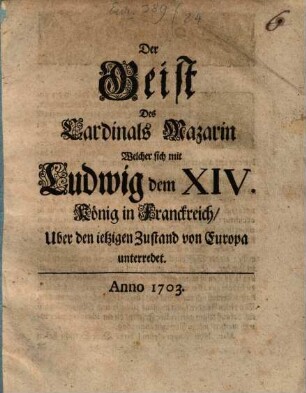 6
Der
Geist
Des
Cardinals Mazarin
Welcher sich mit
Ludwig dem XIV.
König in Franckreich/
Uber den ietzigen Zustand von Europa
unterredet.
Anno 1703.